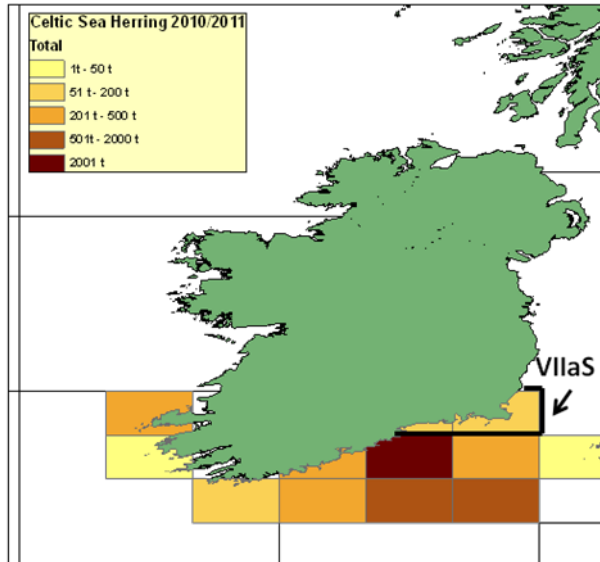 Celtic Sea Herring 2010/2011
Total
1t - 50 t
51 t - 200 t
201 t - 500 t
501t - 2000 t
2001 t
VIIaS